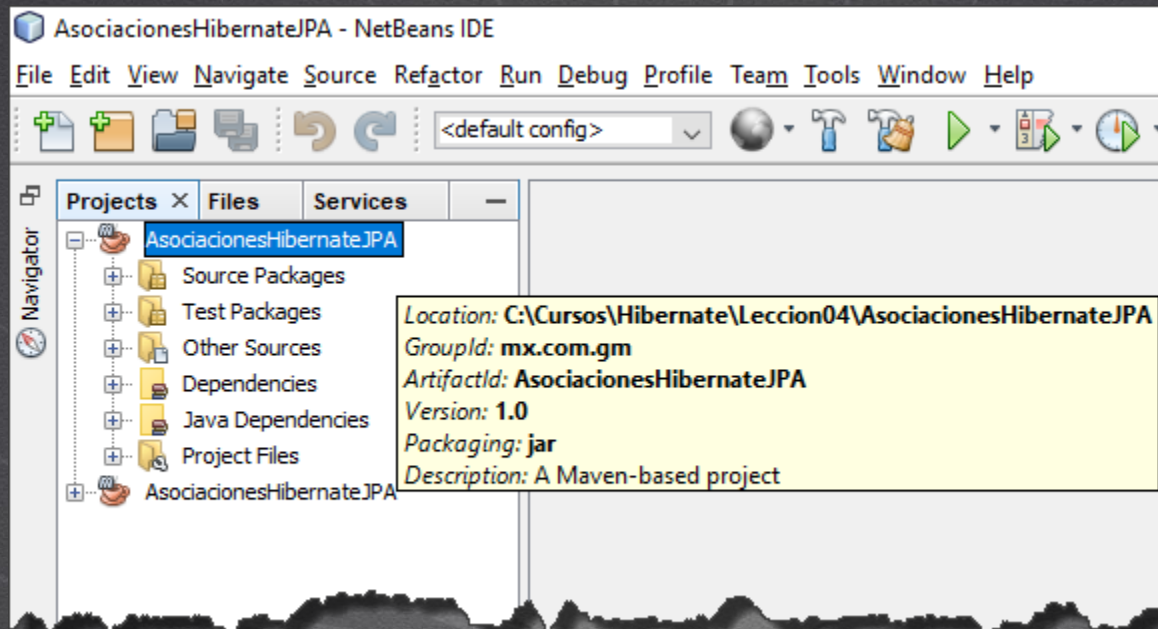 AsociacionesHibernateJPA - NetBeans IDE
File Edit View Navigate Source Refactor Run Debug Profile Team Tools Window Help
<default config>
Projects Files Services
Navigator
AsociacionesHibernateJPA
Source Packages
Test Packages
Other Sources
Dependencies
Java Dependencies
Project Files
AsociacionesHibernateJPA
Location: C:\Cursos\Hibernate\Leccion04\AsociacionesHibernateJPA
GroupId: mx.com.gm
ArtifactId: AsociacionesHibernateJPA
Version: 1.0
Packaging: jar
Description: A Maven-based project